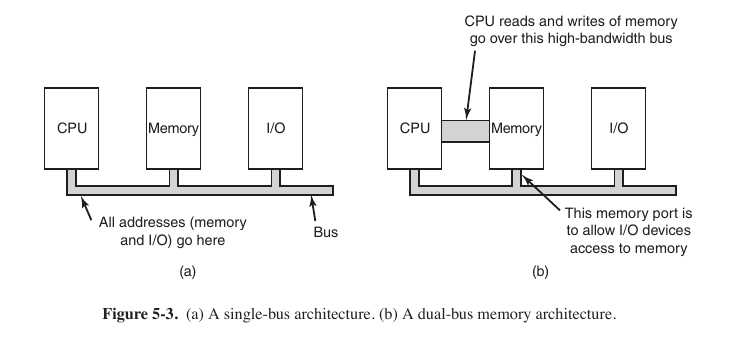 CPU reads and writes of memory
go over this high-bandwidth bus
CPU
Memory
I/O
CPU
Memory
I/O
All addresses (memory
and I/O) go here
Bus
This memory port is
to allow I/O devices
access to memory
(a)
(b)
Figure 5-3. (a) A single-bus architecture. (b) A dual-bus memory architecture.